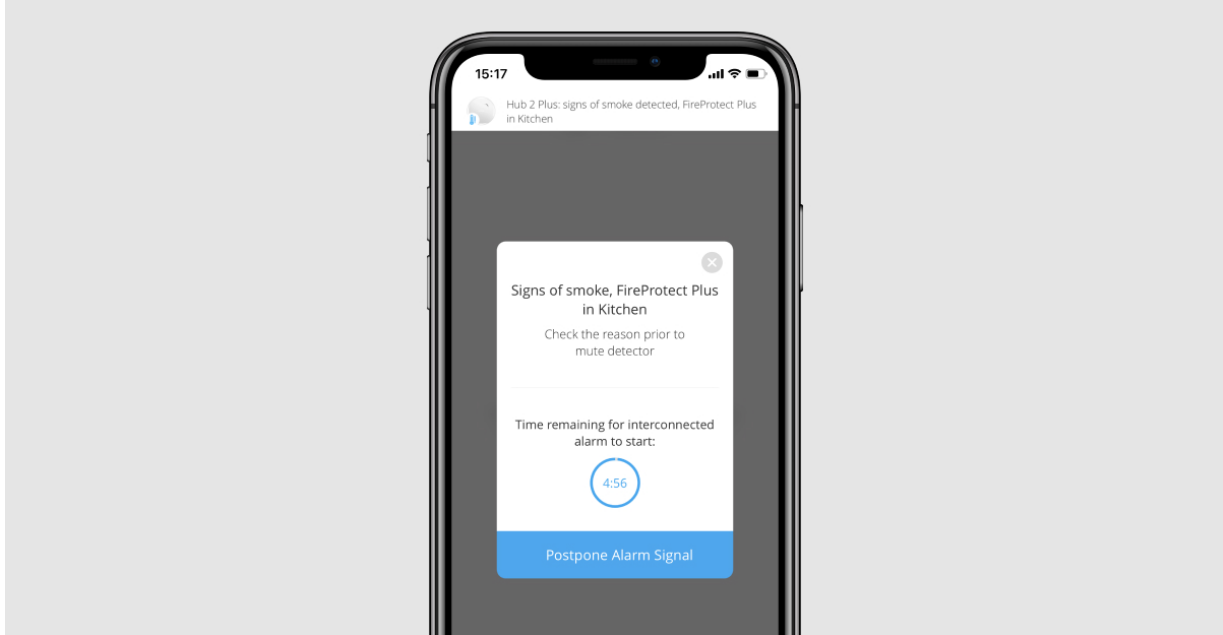 15:17
Hub 2 Plus: signs of smoke detected, FireProtect Plus
in Kitchen
Signs of smoke, FireProtect Plus
in Kitchen
Check the reason prior to
mute detector
Time remaining for interconnected
alarm to start:
4:56
Postpone Alarm Signal